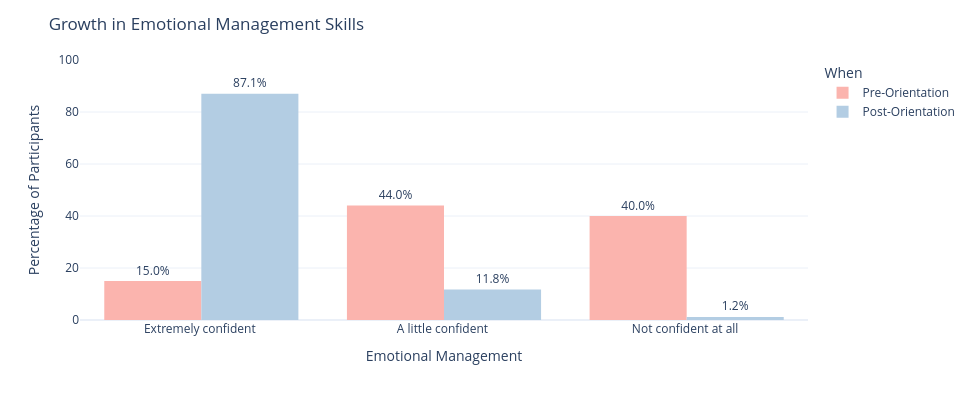 Growth in Emotional Management Skills
100
80
60
40
20
0
Percentage of Participants
87.1%
15.0%
44.0%
11.8%
40.0%
1.2%
Extremely confident
A little confident
Not confident at all
Emotional Management
When
Pre-Orientation
Post-Orientation